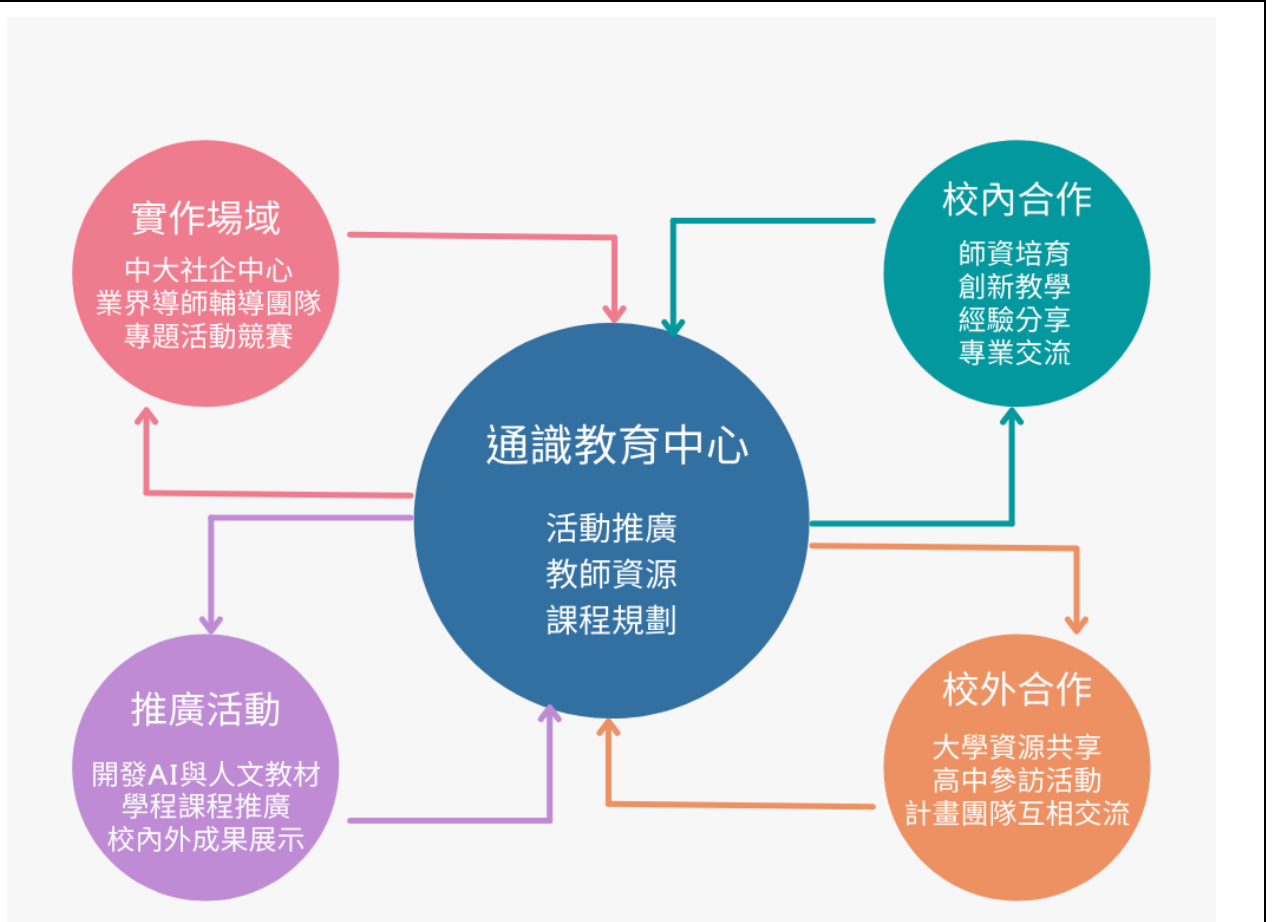 實作場域
中大社企中心
業界導師輔導團隊
專題活動競賽
校內合作
師資培育
創新教學
經驗分享
專業交流
通識教育中心
活動推廣
教師資源
課程規劃
推廣活動
開發AI與人文教材
學程課程推廣
校內外成果展示
校外合作
大學資源共享
高中參訪活動
計畫團隊互相交流